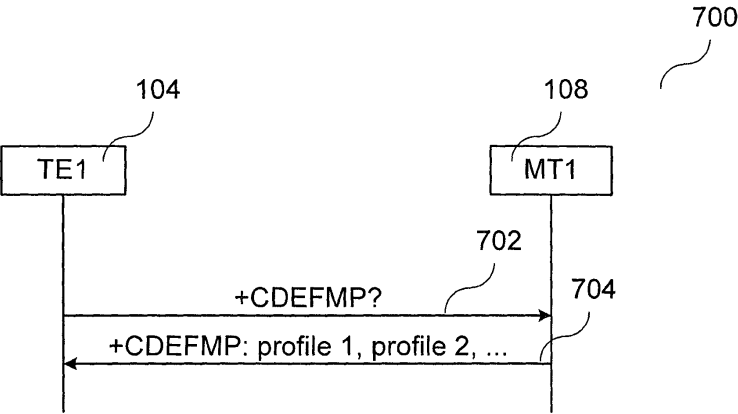 700
104
108
TE1
MT1
702
+CDEFMP?
704
+CDEFMP: profile 1, profile 2, ...